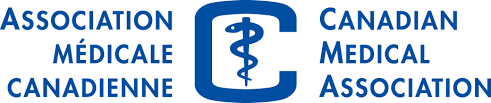 ASSOCIATION
MÉDICALE
CANADIENNE
CANADIAN
MEDICAL
ASSOCIATION